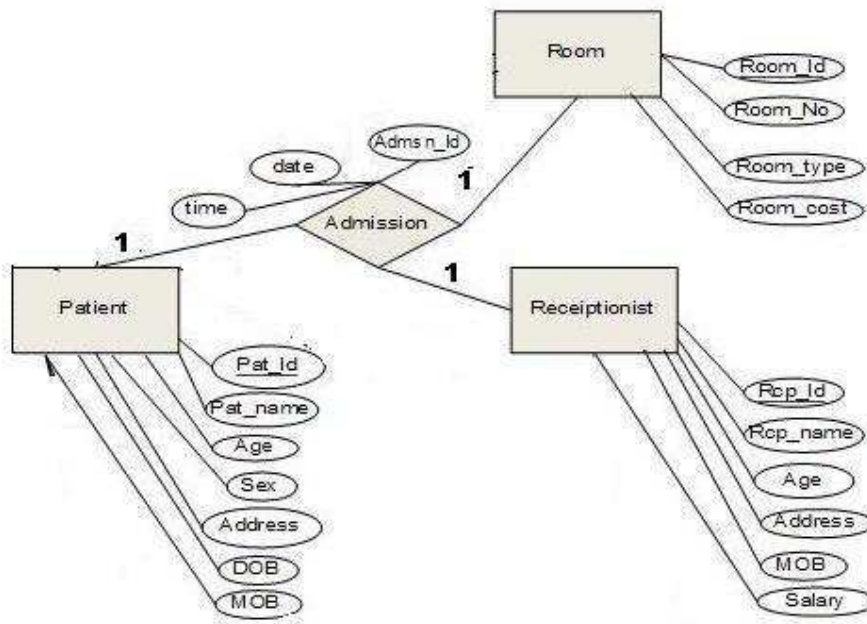 Room
Room_Id
Room_No
Room_type
Room_cost
Admsn_Id
date
time
Admission
1
1
1
Patient
Receiptionist
Pat_Id
Pat_name
Age
Sex
Address
DOB
MOB
Rcp_Id
Rcp_name
Age
Address
MOB
Salary